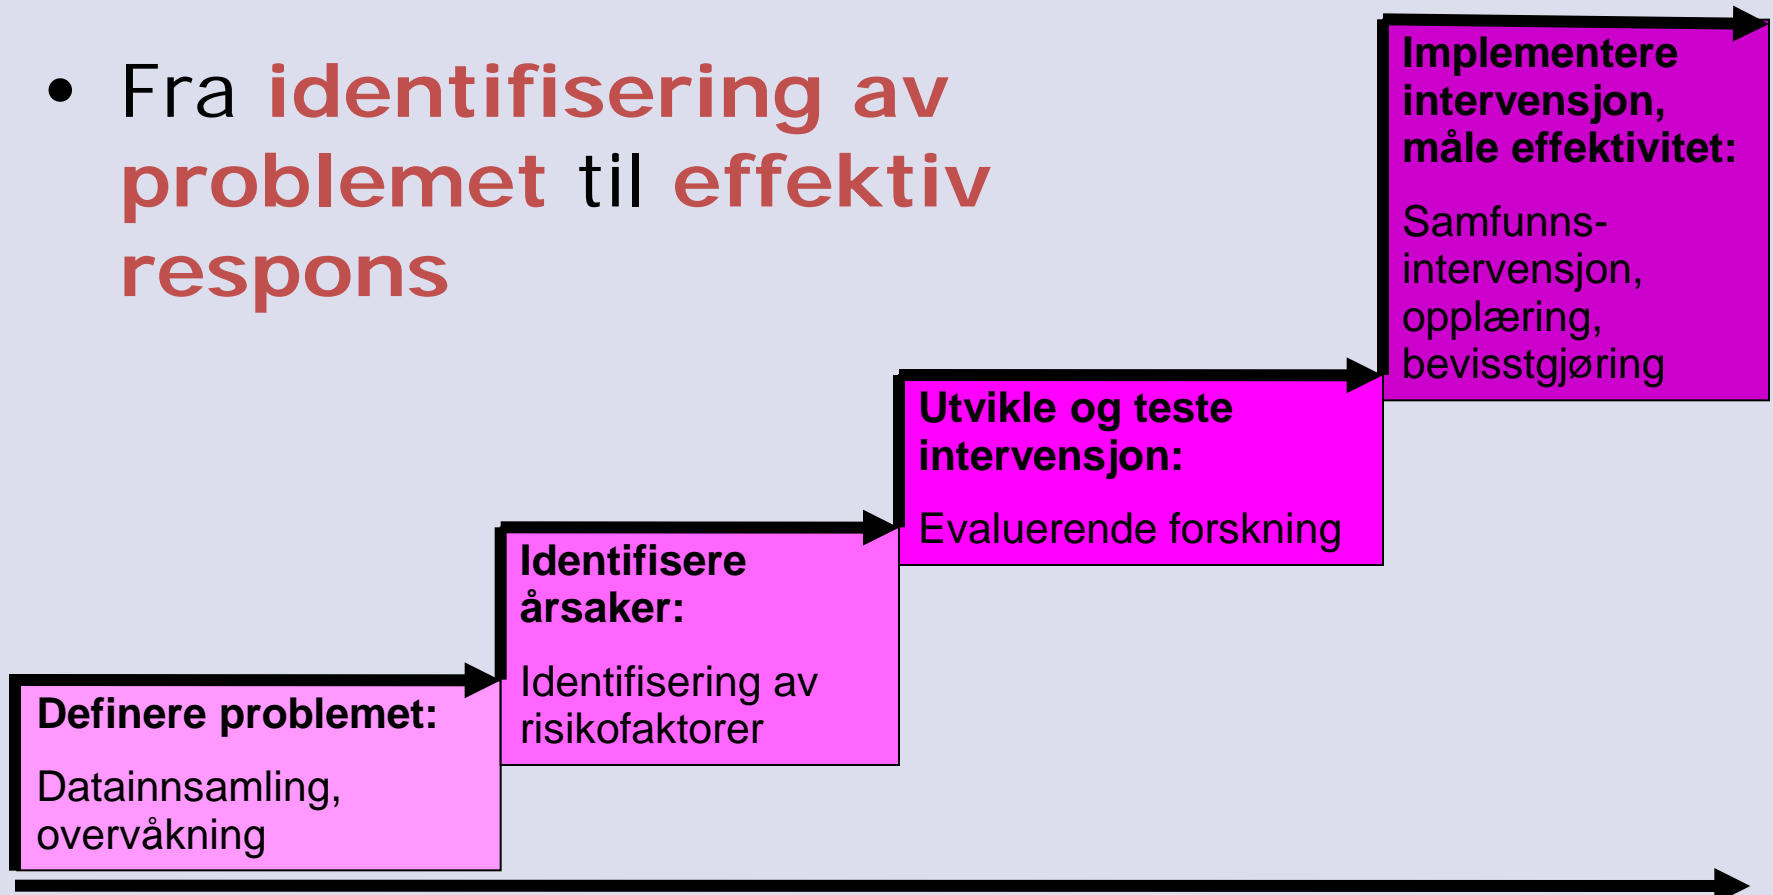 • Fra identifisering av
problemet til effektiv
respons
Implementere
intervensjon,
måle effektivitet:
Samfunns-
intervensjon,
opplæring,
bevisstgjøring
Utvikle og teste
intervensjon:
Evaluerende forskning
Identifisere
årsaker:
Identifisering av
risikofaktorer
Definere problemet:
Datainnsamling,
overvåkning